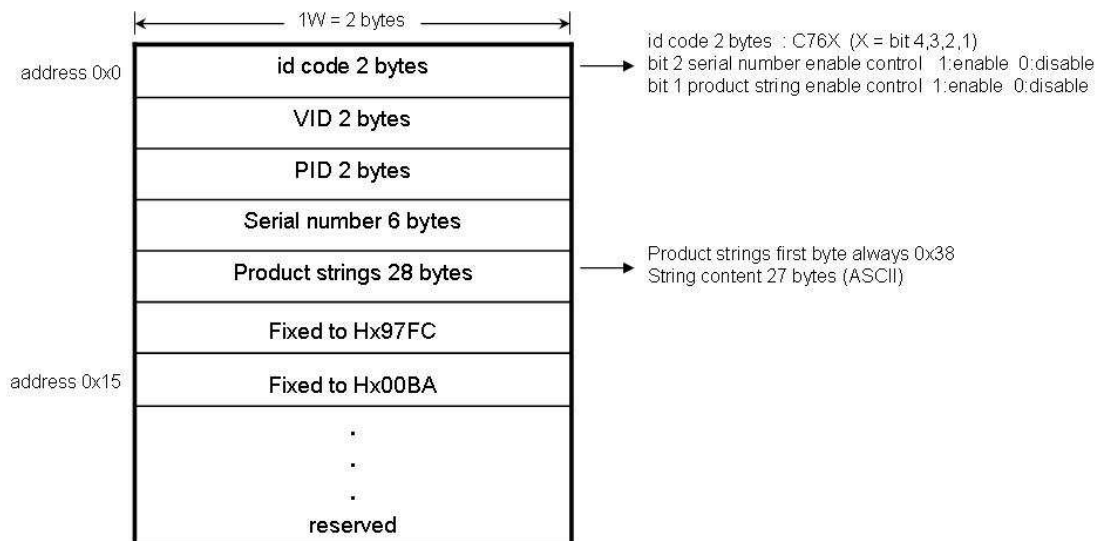 1W = 2 bytes
address 0x0
id code 2 bytes
id code 2 bytes : C76X (X = bit 4,3,2,1)
bit 2 serial number enable control 1:enable 0:disable
bit 1 product string enable control 1:enable 0:disable
VID 2 bytes
PID 2 bytes
Serial number 6 bytes
Product strings 28 bytes
Product strings first byte always 0x38
String content 27 bytes (ASCII)
Fixed to Hx97FC
address 0x15
Fixed to Hx00BA
.
.
.
reserved